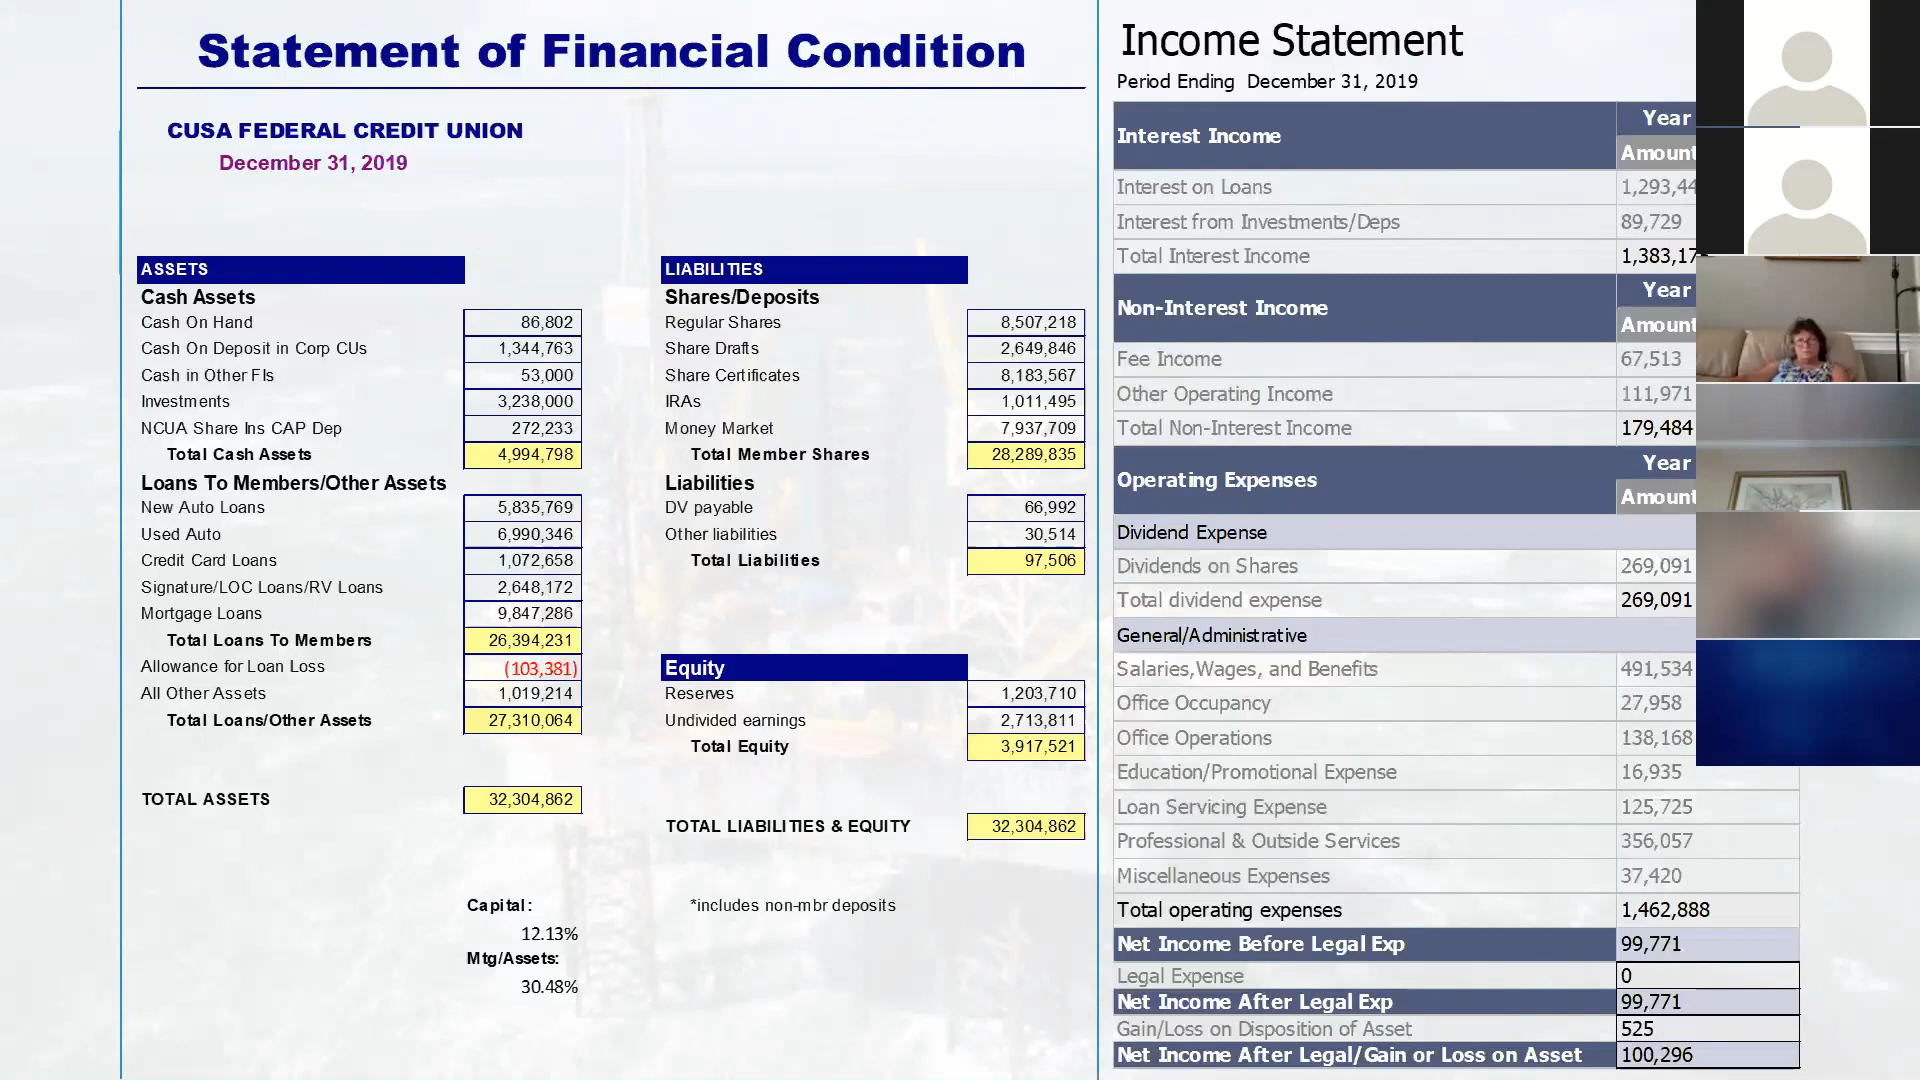 Statement of Financial Condition
CUSA FEDERAL CREDIT UNION
December 31, 2019
ASSETS
Cash Assets
Cash On Hand 86,802
Cash On Deposit in Corp CUs 1,344,763
Cash in Other FIs 53,000
Investments 3,238,000
NCUA Share Ins CAP Dep 272,233
Total Cash Assets 4,994,798
Loans To Members/Other Assets
New Auto Loans 5,835,769
Used Auto 6,990,346
Credit Card Loans 1,072,658
Signature/LOC Loans/RV Loans 2,648,172
Mortgage Loans 9,847,286
Total Loans To Members 26,394,231
Allowance for Loan Loss (103,381)
All Other Assets 1,019,214
Total Loans/Other Assets 27,310,064
TOTAL ASSETS 32,304,862
Capital:
12.13%
Mtg/Assets:
30.48%
LIABILITIES
Shares/Deposits
Regular Shares 8,507,218
Share Drafts 2,649,846
Share Certificates 8,183,567
IRAs 1,011,495
Money Market 7,937,709
Total Member Shares 28,289,835
Liabilities
DV payable 66,992
Other liabilities 30,514
Total Liabilities 97,506
Equity
Reserves 1,203,710
Undivided earnings 2,713,811
Total Equity 3,917,521
TOTAL LIABILITIES & EQUITY 32,304,862
*includes non-mbr deposits
Income Statement
Period Ending December 31, 2019
Interest Income Year
Amount
Interest on Loans 1,293,44
Interest from Investments/Deps 89,729
Total Interest Income 1,383,17
Non-Interest Income Year
Amount
Fee Income 67,513
Other Operating Income 111,971
Total Non-Interest Income 179,484
Operating Expenses Year
Amount
Dividend Expense
Dividends on Shares 269,091
Total dividend expense 269,091
General/Administrative
Salaries,Wages, and Benefits 491,534
Office Occupancy 27,958
Office Operations 138,168
Education/Promotional Expense 16,935
Loan Servicing Expense 125,725
Professional & Outside Services 356,057
Miscellaneous Expenses 37,420
Total operating expenses 1,462,888
Net Income Before Legal Exp 99,771
Legal Expense 0
Net Income After Legal Exp 99,771
Gain/Loss on Disposition of Asset 525
Net Income After Legal/Gain or Loss on Asset 100,296